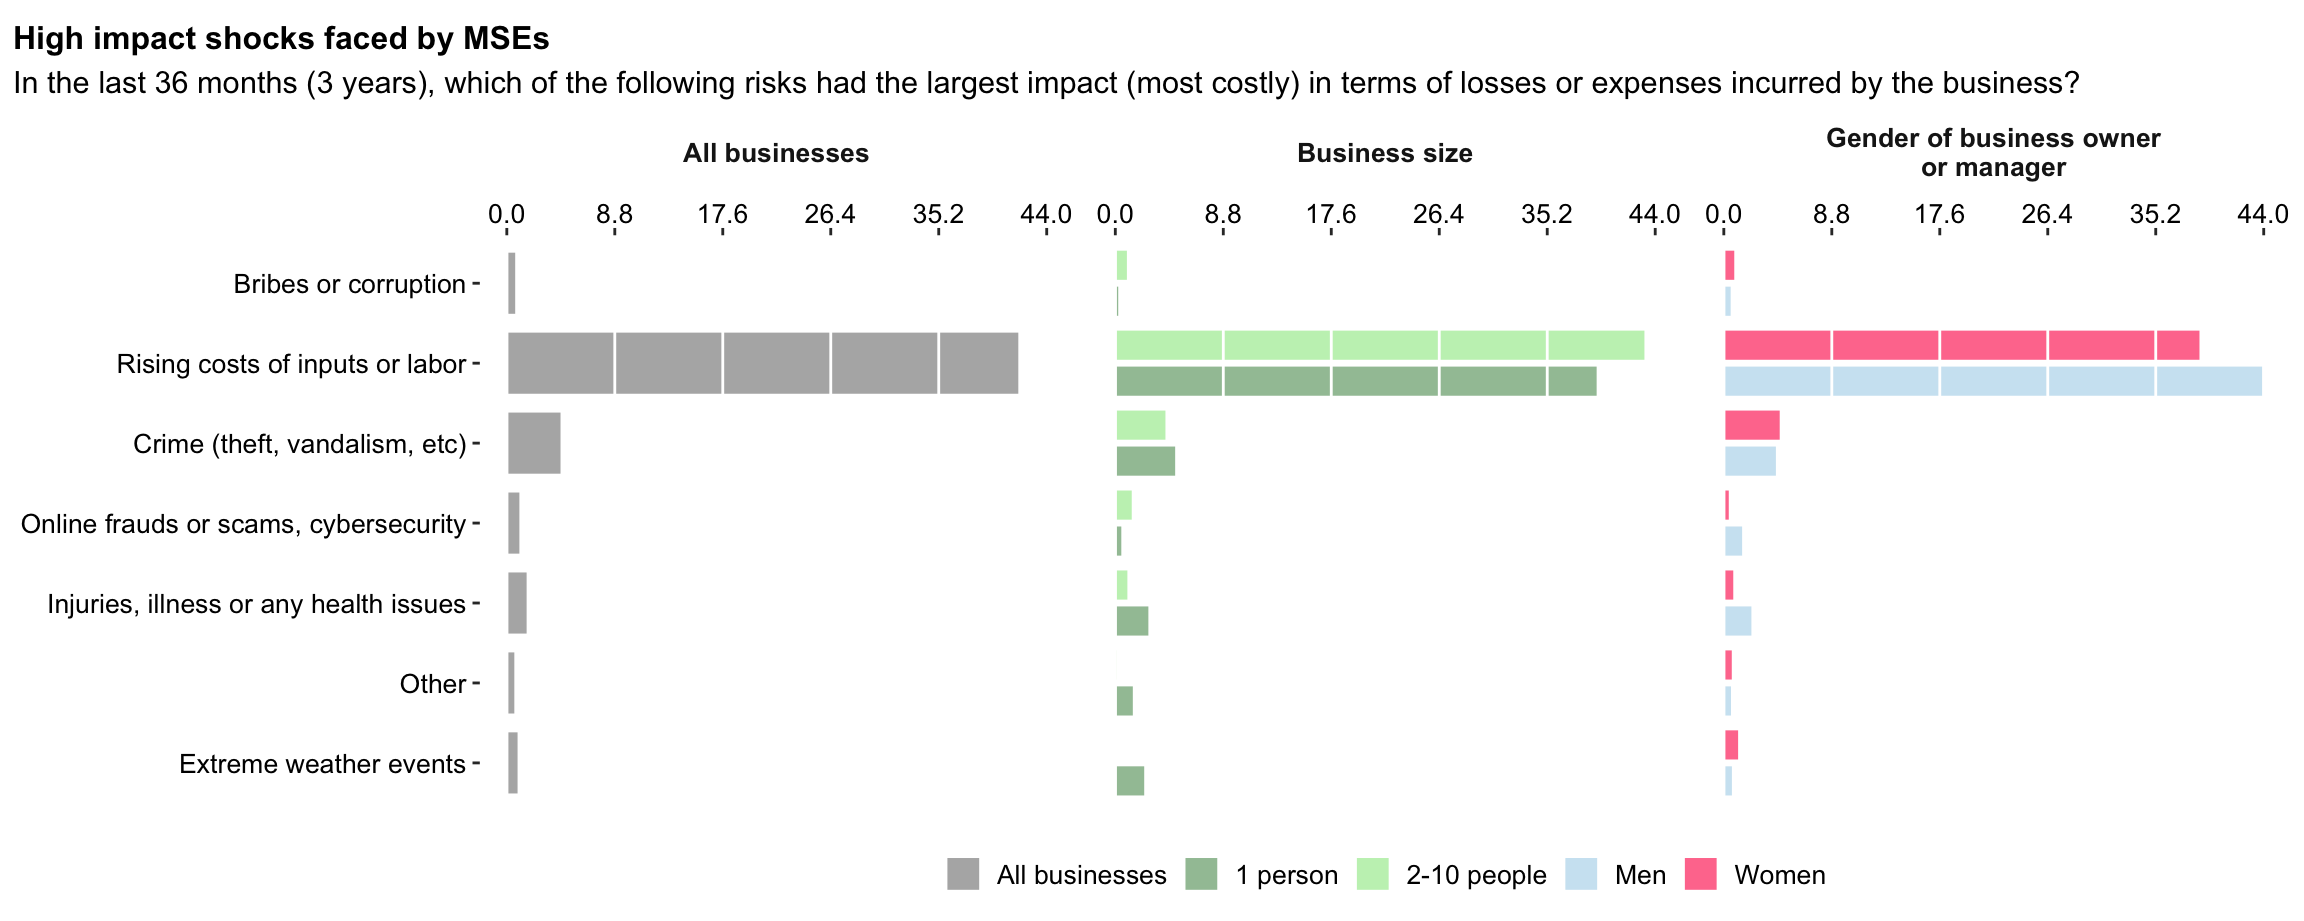 High impact shocks faced by MSEs
In the last 36 months (3 years), which of the following risks had the largest impact (most costly) in terms of losses or expenses incurred by the business?
All businesses
Business size
Gender of business owner
or manager
0.0 8.8 17.6 26.4 35.2 44.0 0.0 8.8 17.6 26.4 35.2 44.0 0.0 8.8 17.6 26.4 35.2 44.0
Bribes or corruption
Rising costs of inputs or labor
Crime (theft, vandalism, etc)
Online frauds or scams, cybersecurity
Injuries, illness or any health issues
Other
Extreme weather events
All businesses 1 person 2-10 people Men Women